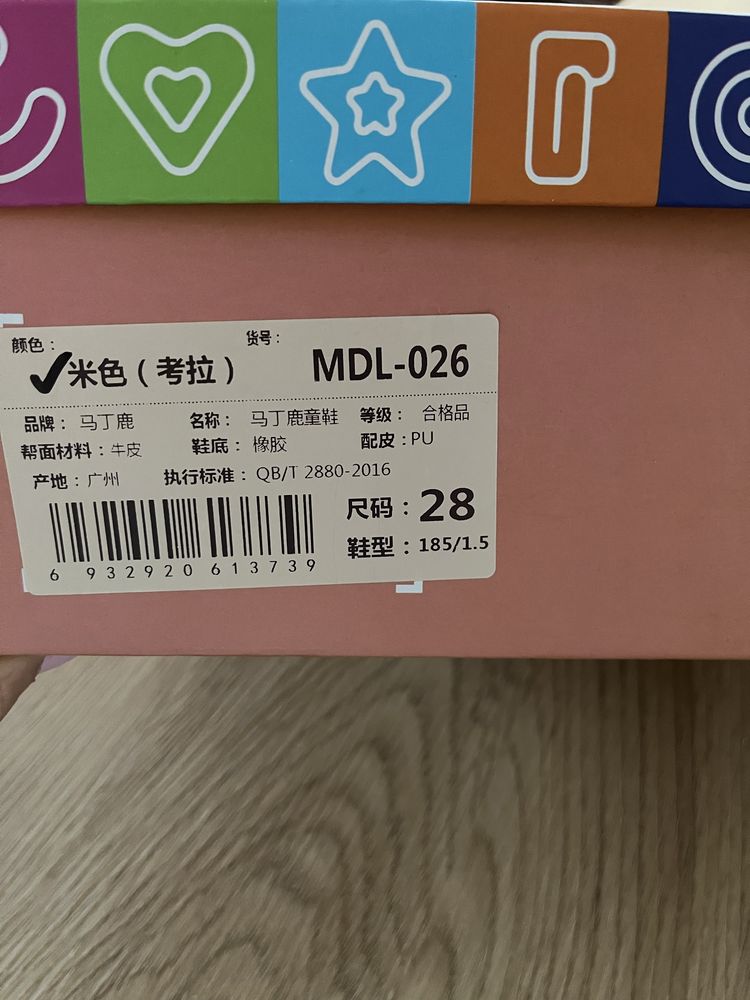 颜色： 货号：
米色（考拉） MDL-026
品牌：马丁鹿 名称：马丁鹿童鞋 等级：合格品
帮面材料：牛皮 鞋底：橡胶 配皮：PU
产地：广州 执行标准：QB/T 2880-2016
尺码：28
鞋型：185/1.5
6 932920 613739